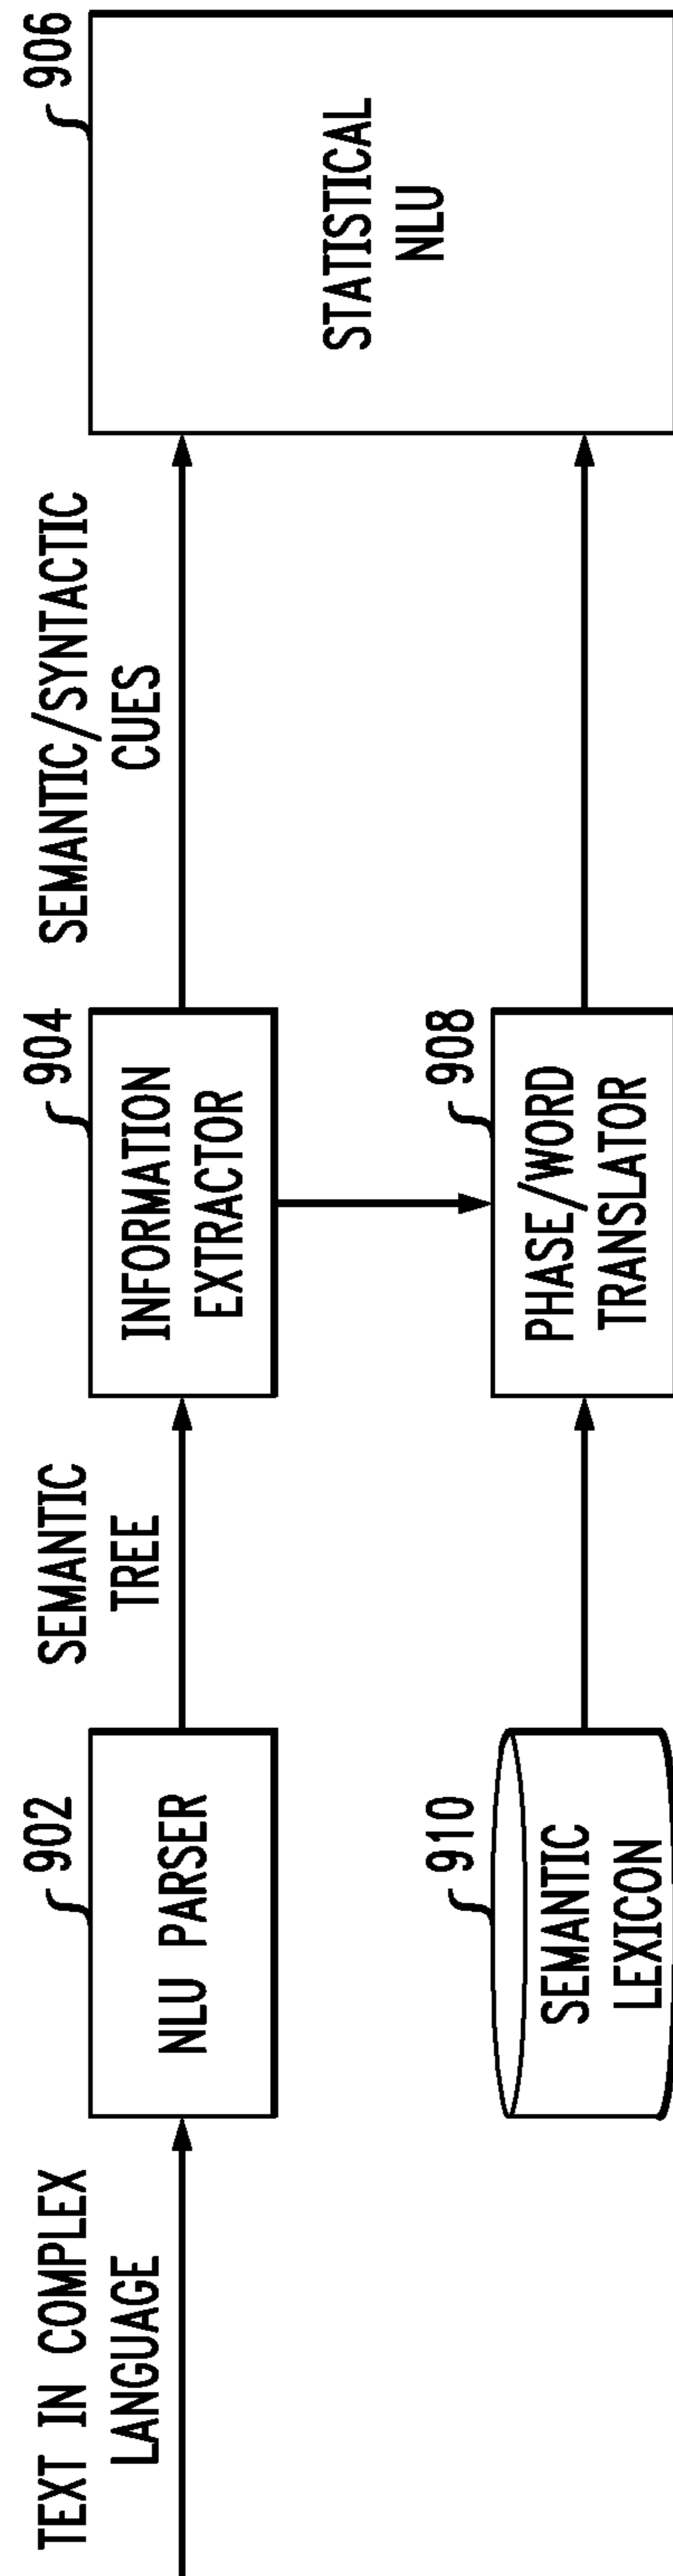 TEXT IN COMPLEX
LANGUAGE
902
NLU PARSER
SEMANTIC
TREE
904
INFORMATION
EXTRACTOR
SEMANTIC/SYNTACTIC
CUES
906
STATISTICAL
NLU
910
SEMANTIC
LEXICON
908
PHASE/WORD
TRANSLATOR